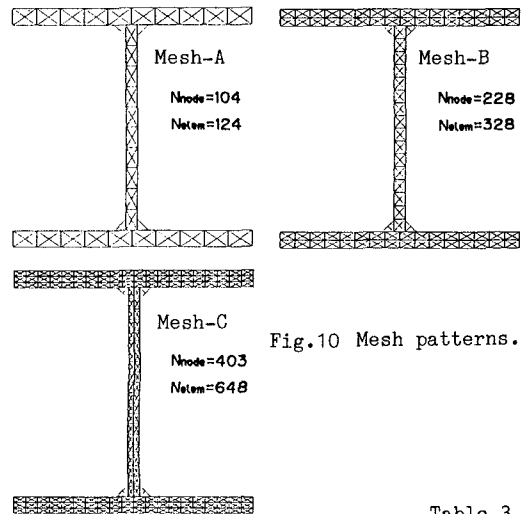 Mesh-A
Nnode=104
Nelem=124
Mesh-B
Nnode=228
Nelem=328
Mesh-C
Nnode=403
Nelem=648
Fig.10 Mesh patterns.
Table 3